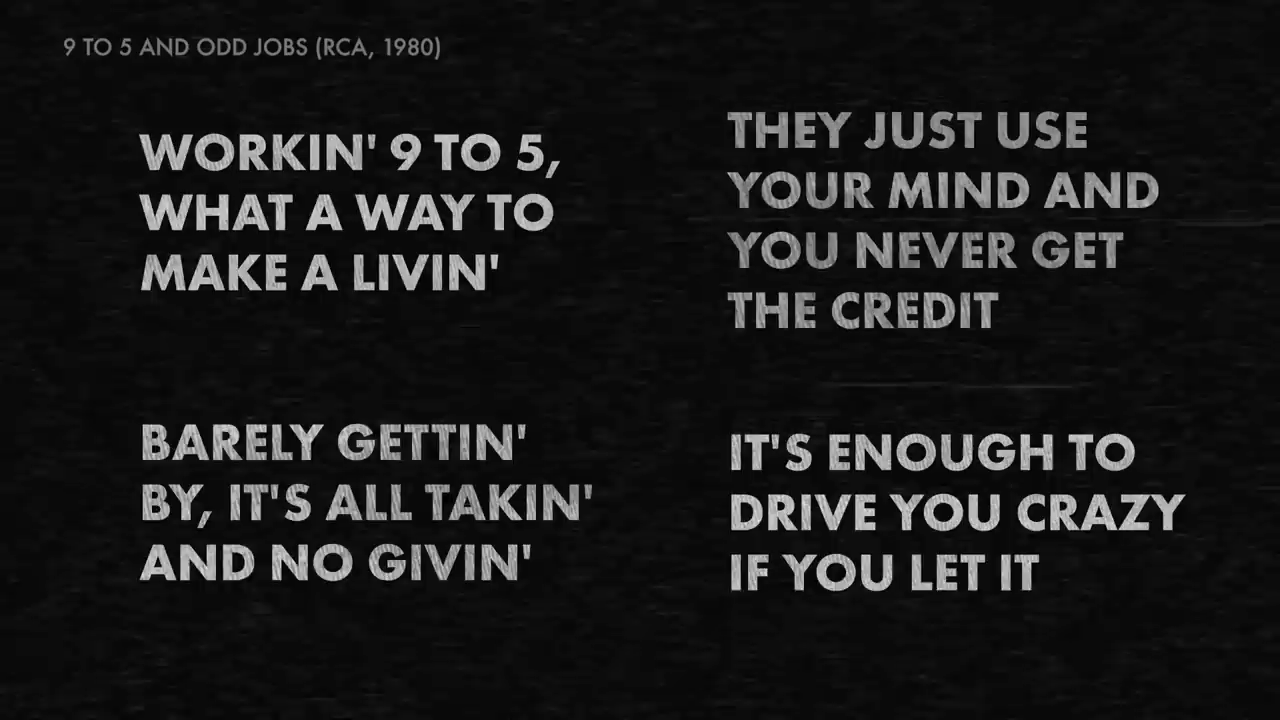 9 TO 5 AND ODD JOBS (RCA, 1980)
WORKIN' 9 TO 5,
WHAT A WAY TO
MAKE A LIVIN'
BARELY GETTIN'
BY, IT'S ALL TAKIN'
AND NO GIVIN'
THEY JUST USE
YOUR MIND AND
YOU NEVER GET
THE CREDIT
IT'S ENOUGH TO
DRIVE YOU CRAZY
IF YOU LET IT